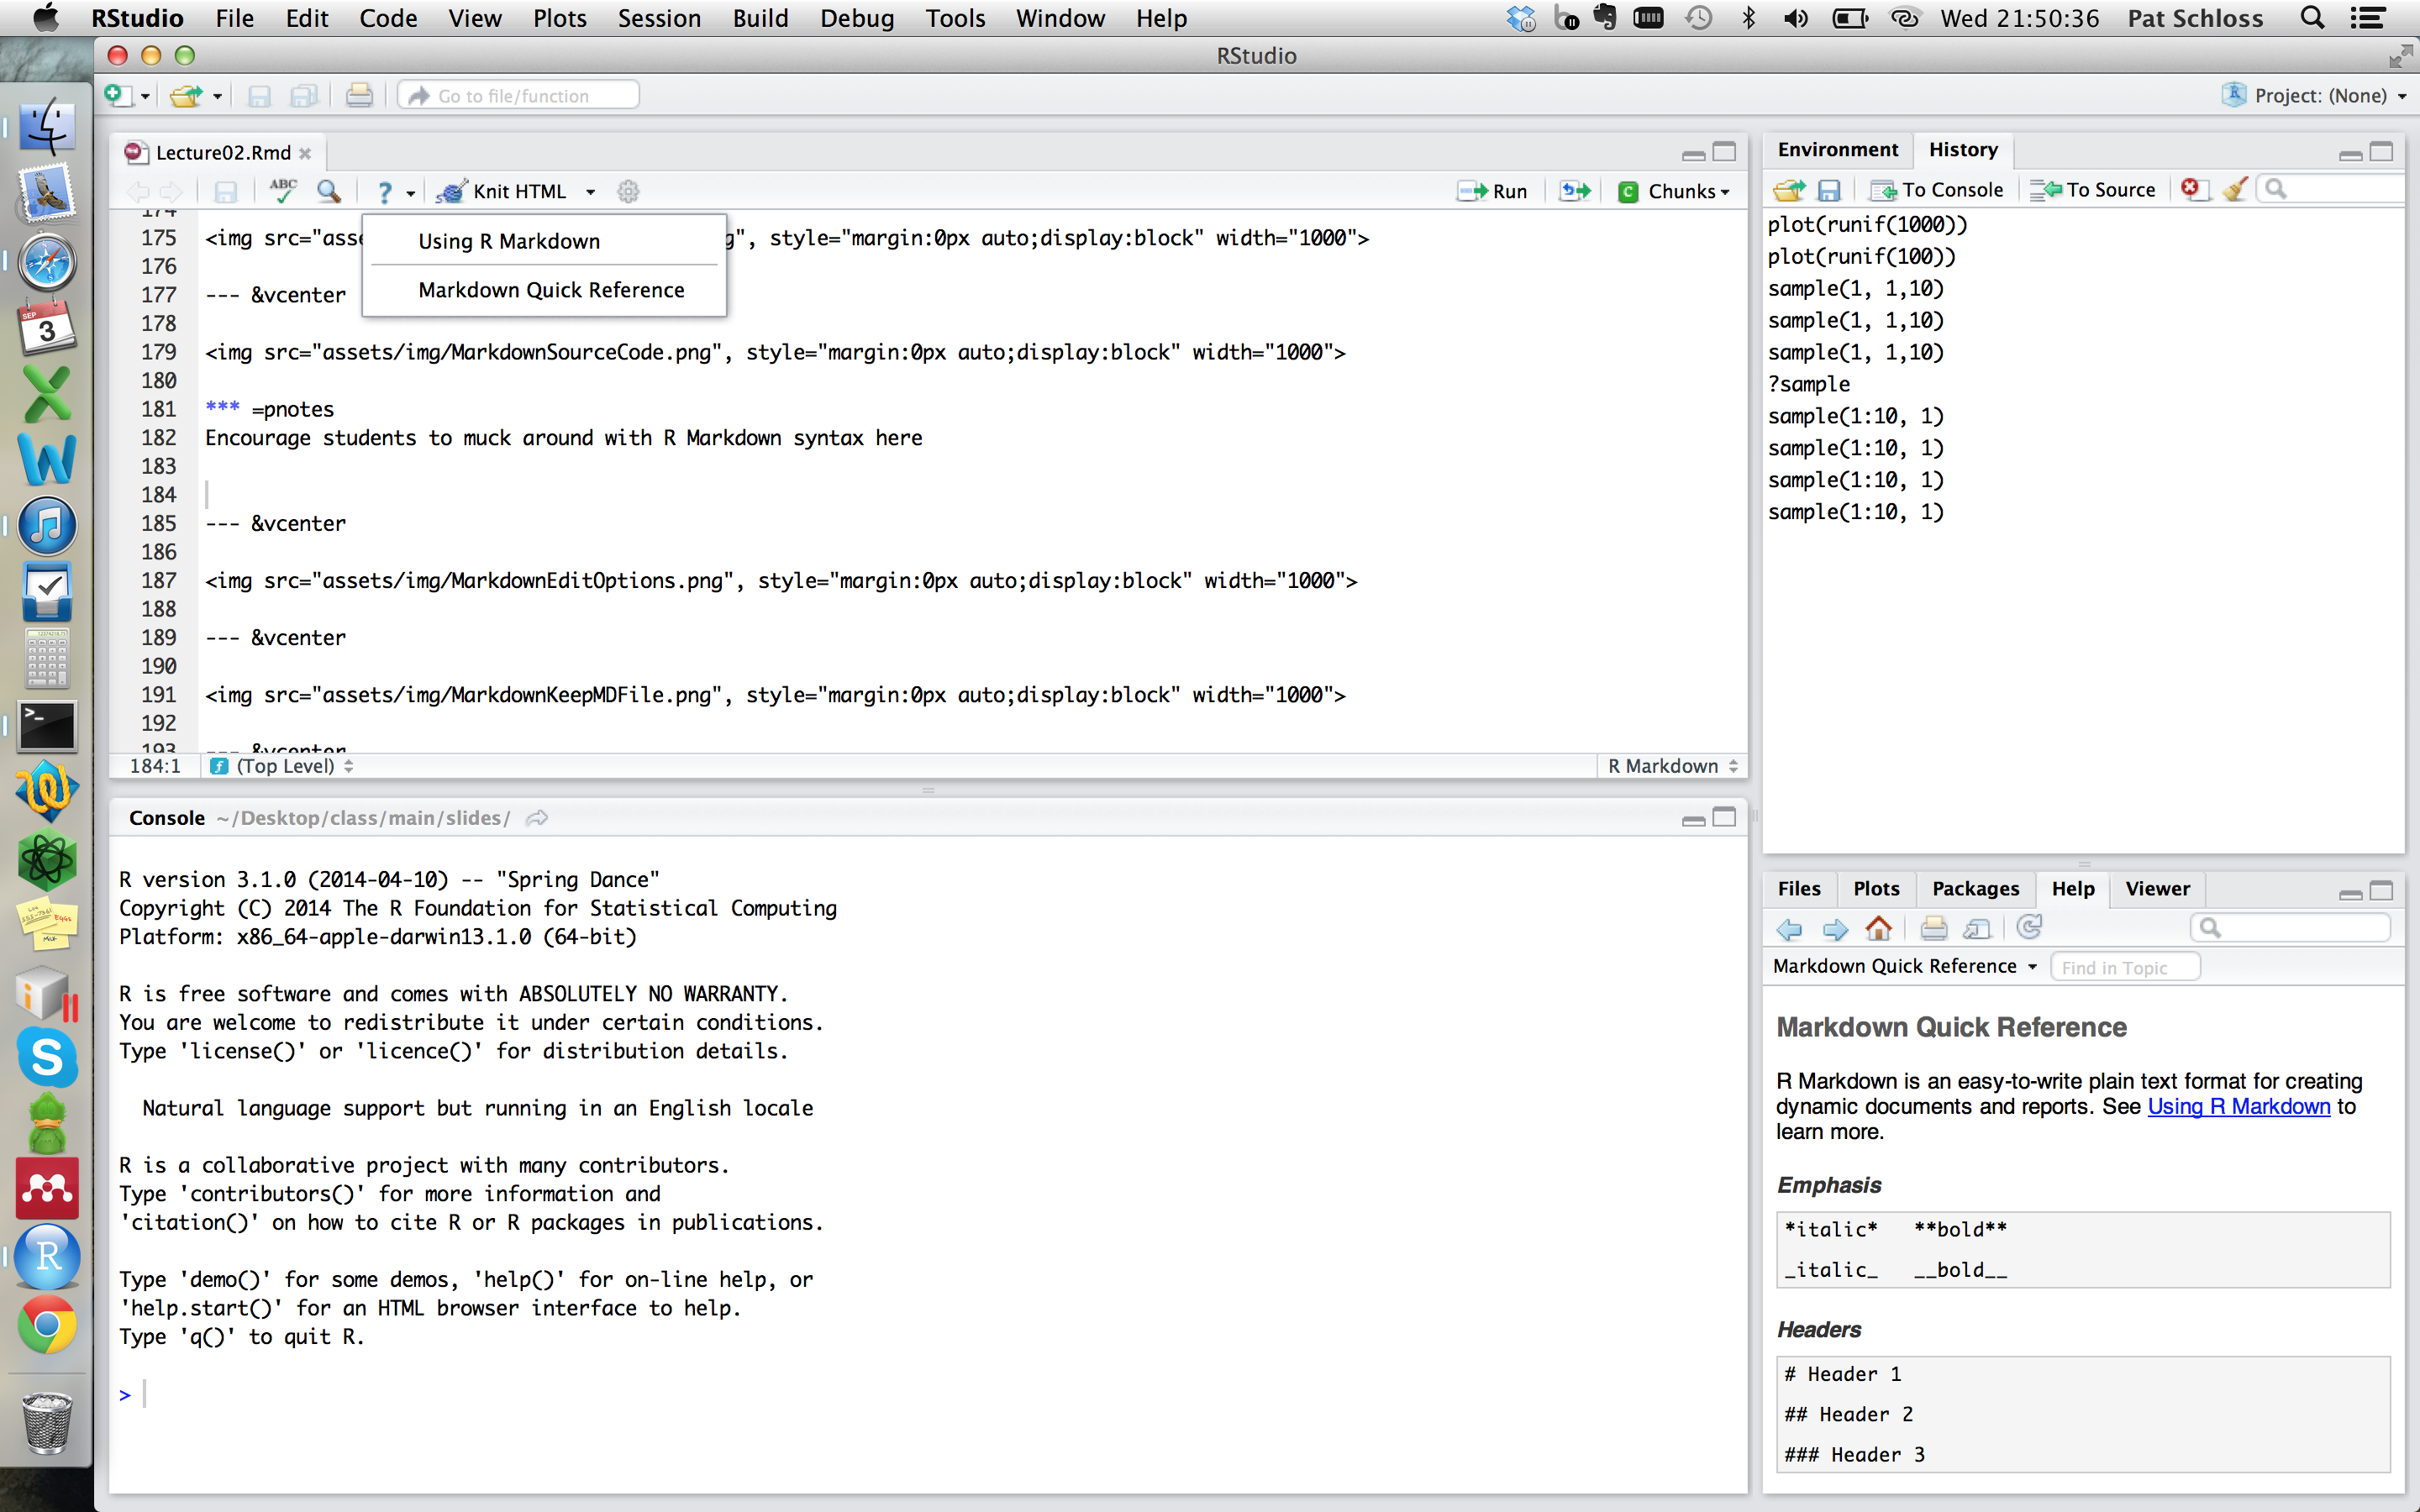 RStudio File Edit Code View Plots Session Build Debug Tools Window Help Wed 21:50:36 Pat Schloss
RStudio
Go to file/function Project: (None)
Lecture02.Rmd
ABC ? Knit HTML Run Chunks
174
175 <img src="asse g", style="margin:0px auto;display:block" width="1000">
Using R Markdown
Markdown Quick Reference
176
177 --- &vcenter
178
179 <img src="assets/img/MarkdownSourceCode.png", style="margin:0px auto;display:block" width="1000">
180
181 *** =pnotes
182 Encourage students to muck around with R Markdown syntax here
183
184
185 --- &vcenter
186
187 <img src="assets/img/MarkdownEditOptions.png", style="margin:0px auto;display:block" width="1000">
188
189 --- &vcenter
190
191 <img src="assets/img/MarkdownKeepMDFile.png", style="margin:0px auto;display:block" width="1000">
192
193 --- &vcenter
184:1 (Top Level) R Markdown
Console ~/Desktop/class/main/slides/
R version 3.1.0 (2014-04-10) -- "Spring Dance"
Copyright (C) 2014 The R Foundation for Statistical Computing
Platform: x86_64-apple-darwin13.1.0 (64-bit)
R is free software and comes with ABSOLUTELY NO WARRANTY.
You are welcome to redistribute it under certain conditions.
Type 'license()' or 'licence()' for distribution details.
Natural language support but running in an English locale
R is a collaborative project with many contributors.
Type 'contributors()' for more information and
'citation()' on how to cite R or R packages in publications.
Type 'demo()' for some demos, 'help()' for on-line help, or
'help.start()' for an HTML browser interface to help.
Type 'q()' to quit R.
>
Environment History
To Console To Source
plot(runif(1000))
plot(runif(100))
sample(1, 1,10)
sample(1, 1,10)
sample(1, 1,10)
?sample
sample(1:10, 1)
sample(1:10, 1)
sample(1:10, 1)
sample(1:10, 1)
Files Plots Packages Help Viewer
Markdown Quick Reference Find in Topic
Markdown Quick Reference
R Markdown is an easy-to-write plain text format for creating
dynamic documents and reports. See Using R Markdown to
learn more.
Emphasis
*italic* **bold**
_italic_ __bold__
Headers
# Header 1
## Header 2
### Header 3
SEP
3